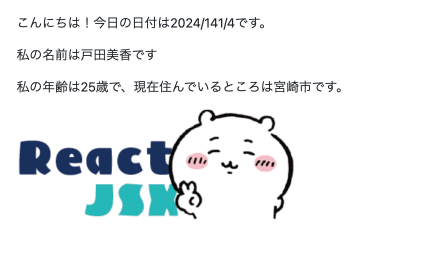 こんにちは！今日の日付は2024/141/4です。
私の名前は戸田美香です
私の年齢は25歳で、現在住んでいるところは宮崎市です。
React
JSX